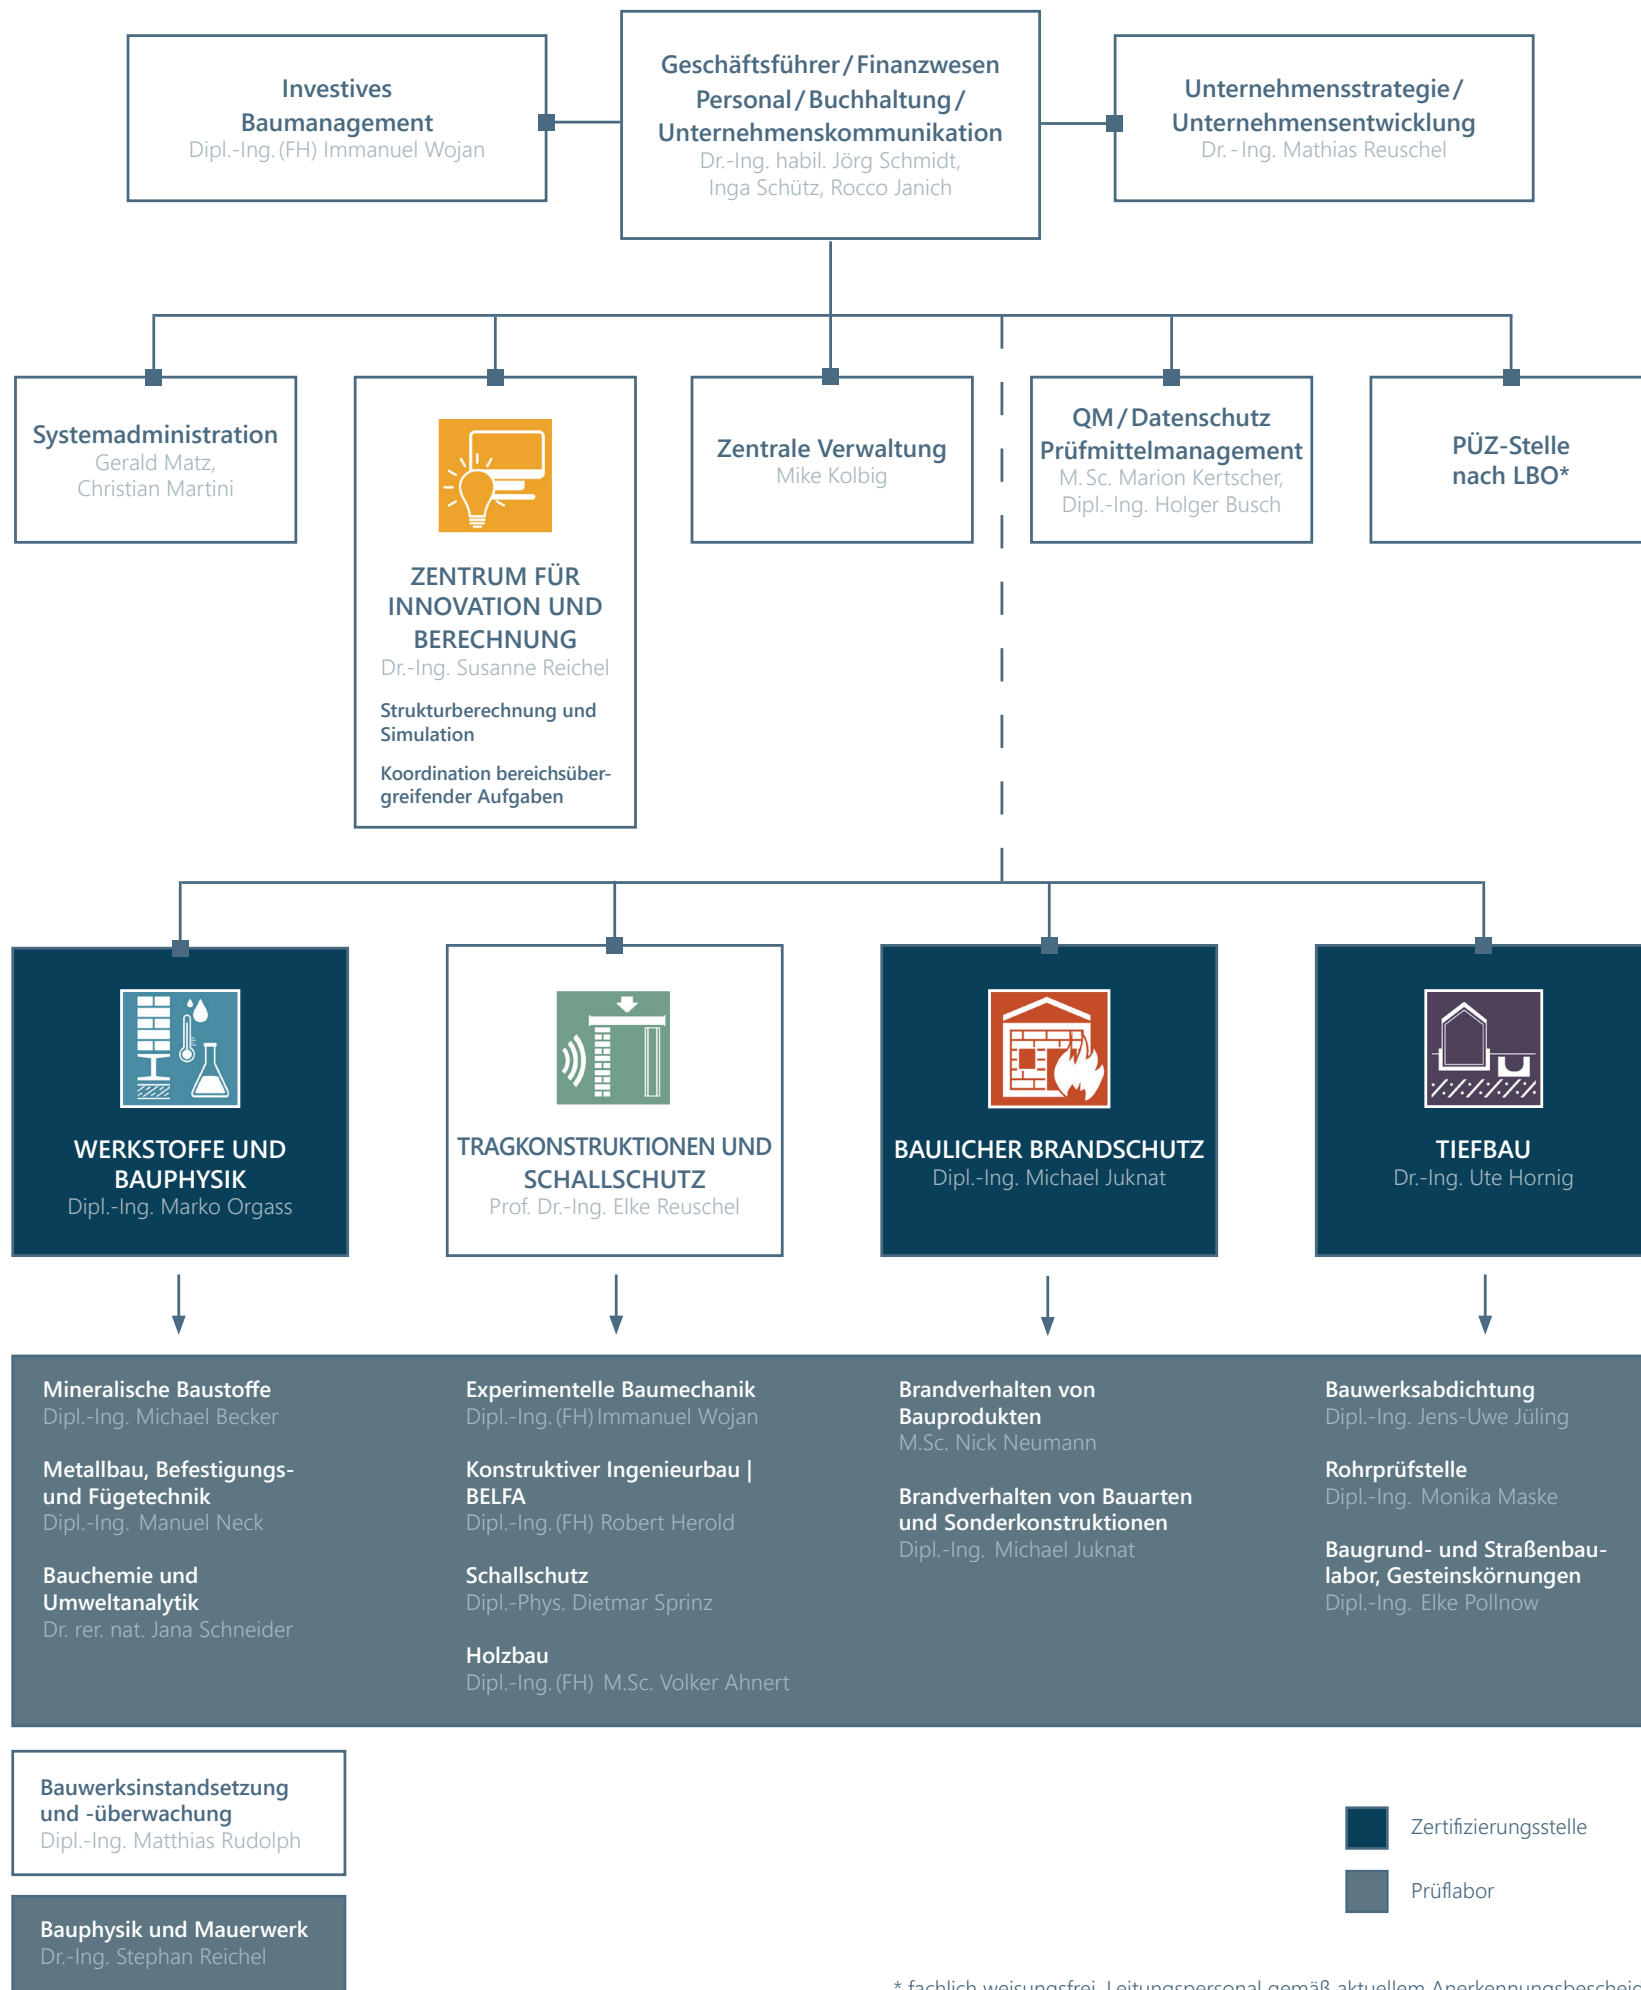 Investives
Baumanagement
Dipl.-Ing. (FH) Immanuel Wojan
Geschäftsführer / Finanzwesen
Personal / Buchhaltung /
Unternehmenskommunikation
Dr.-Ing. habil. Jörg Schmidt,
Inga Schütz, Rocco Janich
Unternehmensstrategie /
Unternehmensentwicklung
Dr. - Ing. Mathias Reuschel
Systemadministration
Gerald Matz,
Christian Martini
ZENTRUM FÜR
INNOVATION UND
BERECHNUNG
Dr.-Ing. Susanne Reichel
Strukturberechnung und
Simulation
Koordination bereichsüber-
greifender Aufgaben
Zentrale Verwaltung
Mike Kolbig
QM / Datenschutz
Prüfmittelmanagement
M. Sc. Marion Kertscher,
Dipl.-Ing. Holger Busch
PÜZ-Stelle
nach LBO*
WERKSTOFFE UND
BAUPHYSIK
Dipl.-Ing. Marko Orgass
TRAGKONSTRUKTIONEN UND
SCHALLSCHUTZ
Prof. Dr.-Ing. Elke Reuschel
BAULICHER BRANDSCHUTZ
Dipl.-Ing. Michael Juknat
TIEFBAU
Dr.-Ing. Ute Hornig
Mineralische Baustoffe
Dipl.-Ing. Michael Becker
Metallbau, Befestigungs-
und Fügetechnik
Dipl.-Ing. Manuel Neck
Bauchemie und
Umweltanalytik
Dr. rer. nat. Jana Schneider
Experimentelle Baumechanik
Dipl.-Ing. (FH) Immanuel Wojan
Konstruktiver Ingenieurbau |
BELFA
Dipl.-Ing. (FH) Robert Herold
Schallschutz
Dipl.-Phys. Dietmar Sprinz
Holzbau
Dipl.-Ing. (FH) M.Sc. Volker Ahnert
Brandverhalten von
Bauprodukten
M.Sc. Nick Neumann
Brandverhalten von Bauarten
und Sonderkonstruktionen
Dipl.-Ing. Michael Juknat
Bauwerksabdichtung
Dipl.-Ing. Jens-Uwe Jüling
Rohrprüfstelle
Dipl.-Ing. Monika Maske
Baugrund- und Straßenbau-
labor, Gesteinskörnungen
Dipl.-Ing. Elke Pollnow
Bauwerksinstandsetzung
und -überwachung
Dipl.-Ing. Matthias Rudolph
Bauphysik und Mauerwerk
Dr.-Ing. Stephan Reichel
Zertifizierungsstelle
Prüflabor
* fachlich weisungsfrei, Leitungspersonal gemäß aktuellem Anerkennungsbescheid